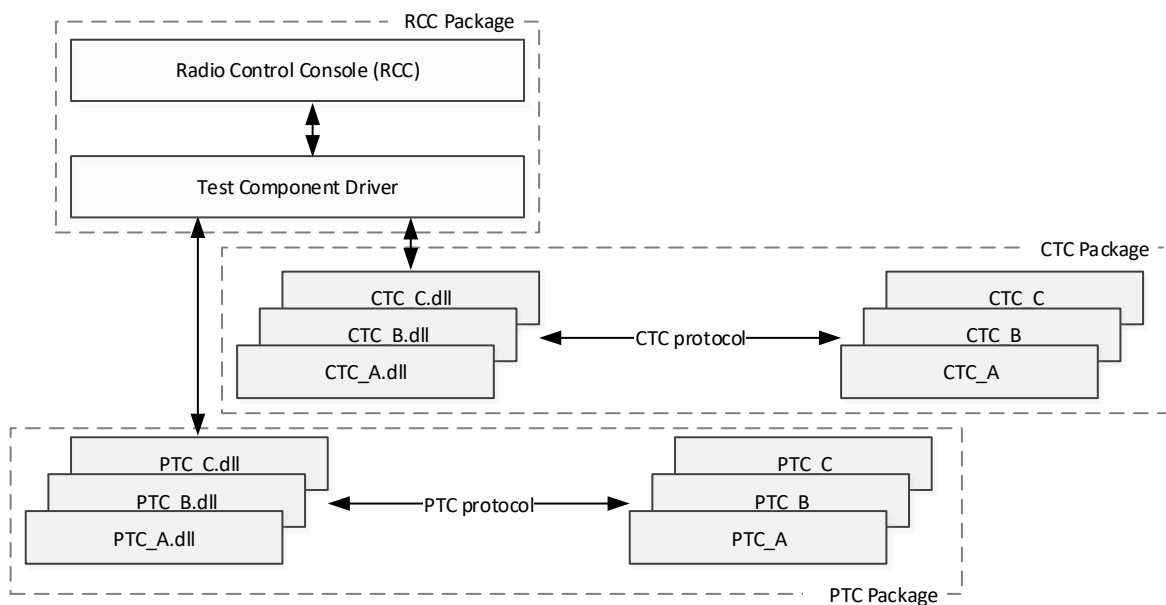 RCC Package
Radio Control Console (RCC)
Test Component Driver
CTC Package
CTC_C.dll
CTC_B.dll
CTC_A.dll
CTC protocol
CTC_C
CTC_B
CTC_A
PTC_C.dll
PTC_B.dll
PTC_A.dll
PTC protocol
PTC_C
PTC_B
PTC_A
PTC Package